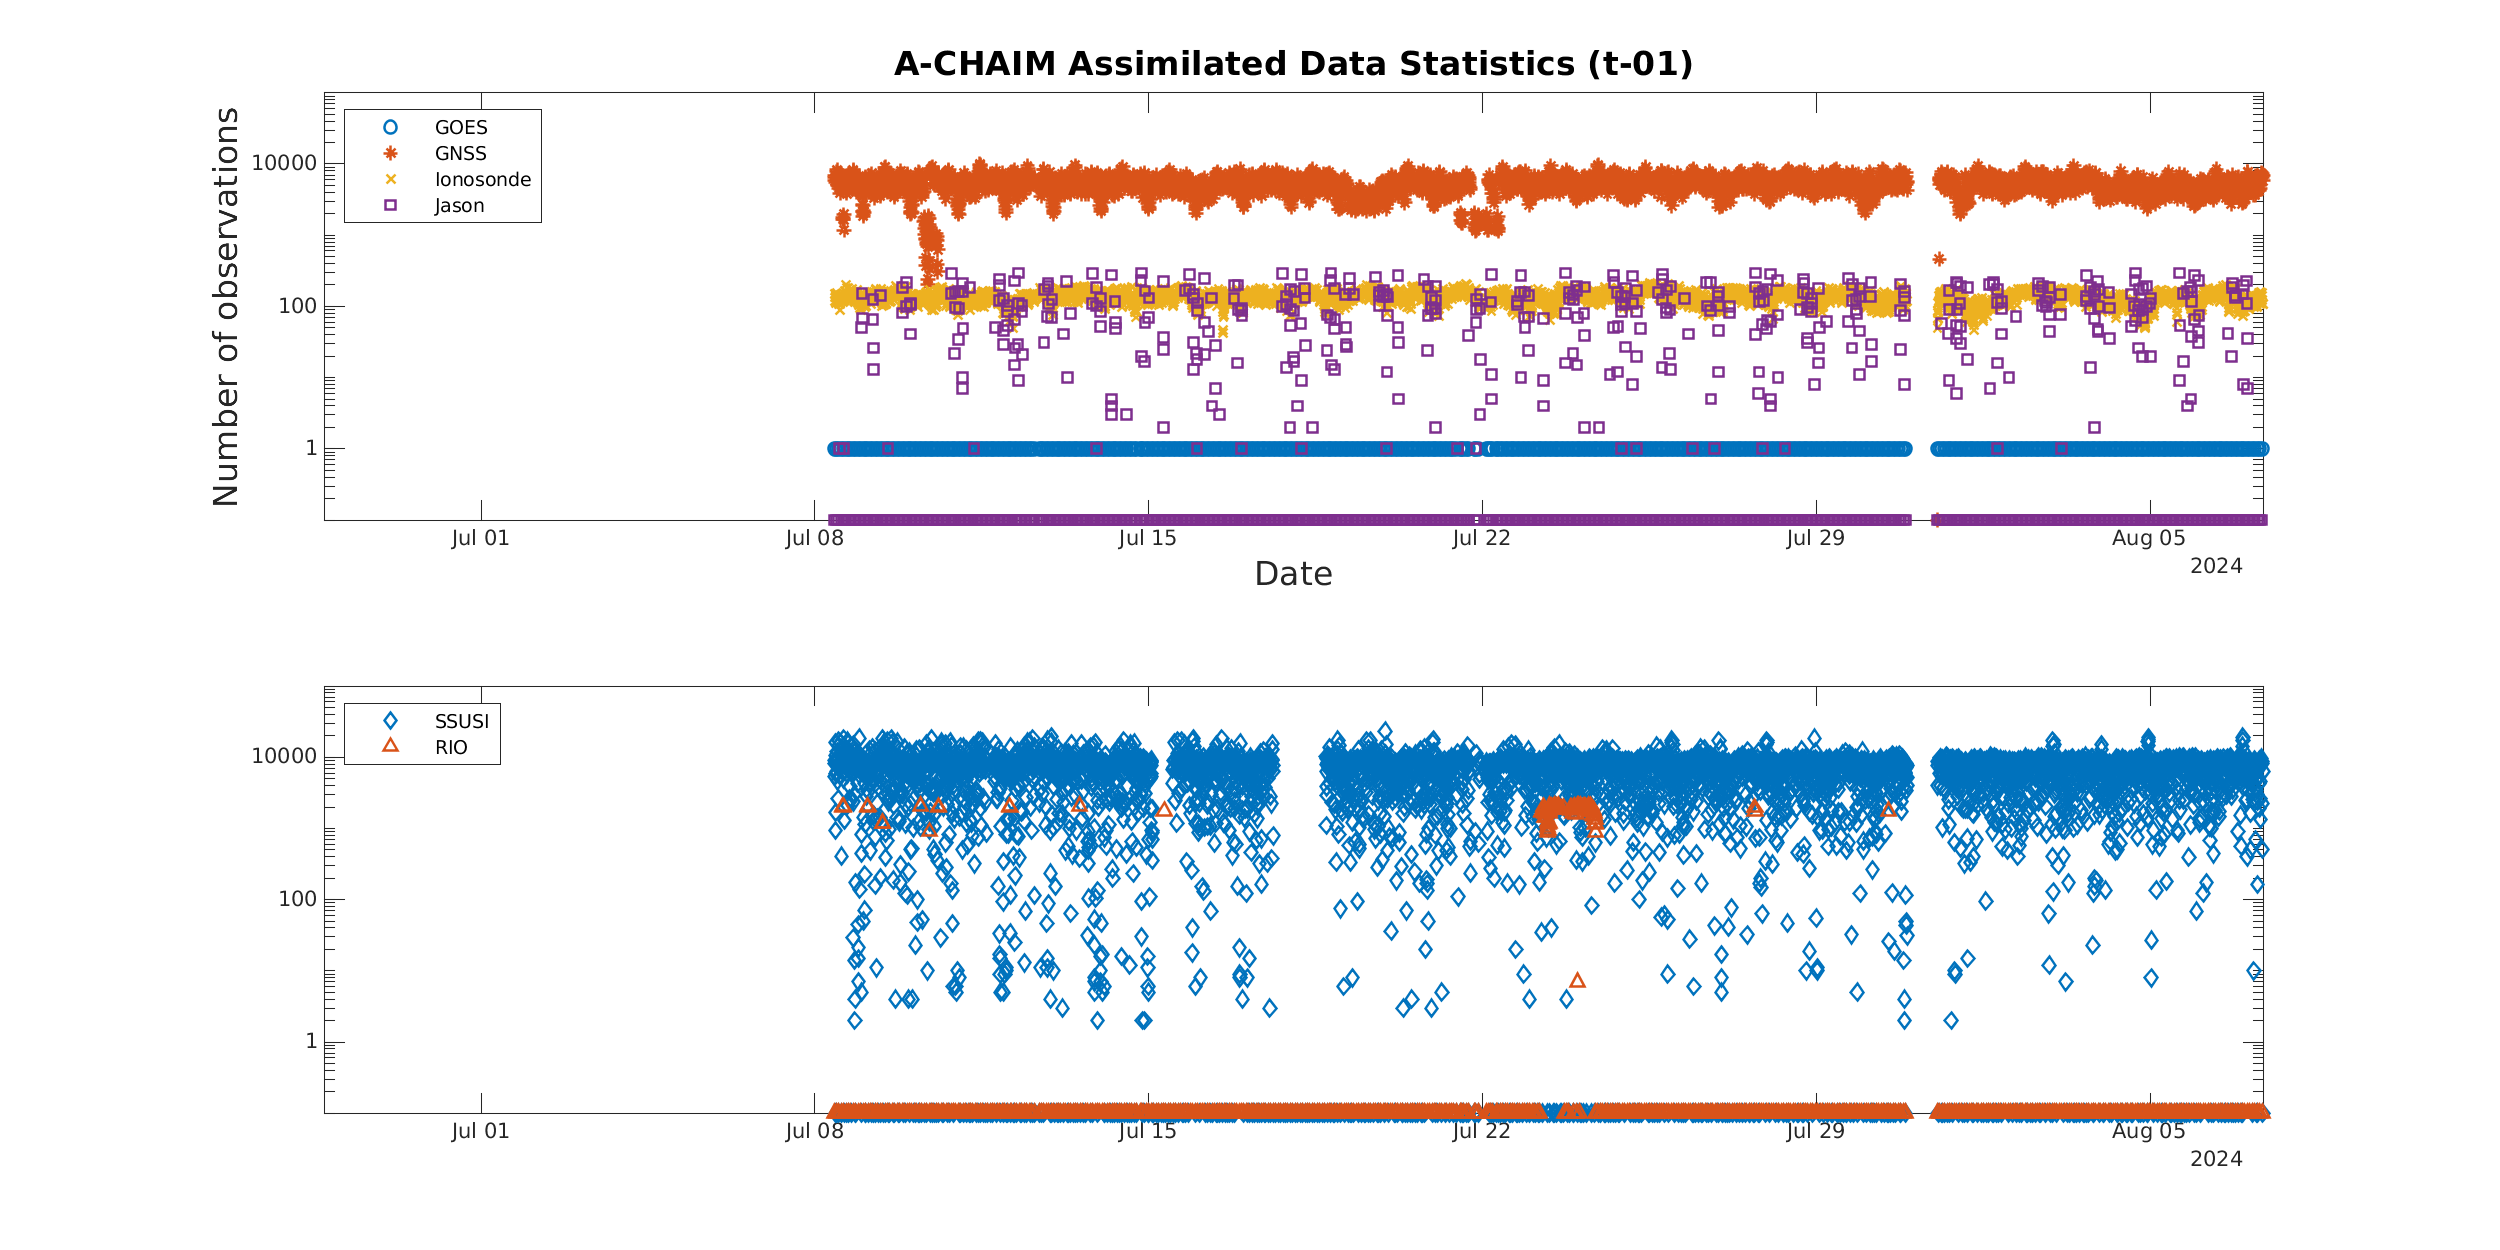 A-CHAIM Assimilated Data Statistics (t-01)
Number of observations
10000
100
1
GOES
GNSS
Ionosonde
Jason
Jul 01
Jul 08
Jul 15
Jul 22
Jul 29
Aug 05
2024
Date
10000
100
1
SSUSI
RIO
Jul 01
Jul 08
Jul 15
Jul 22
Jul 29
Aug 05
2024